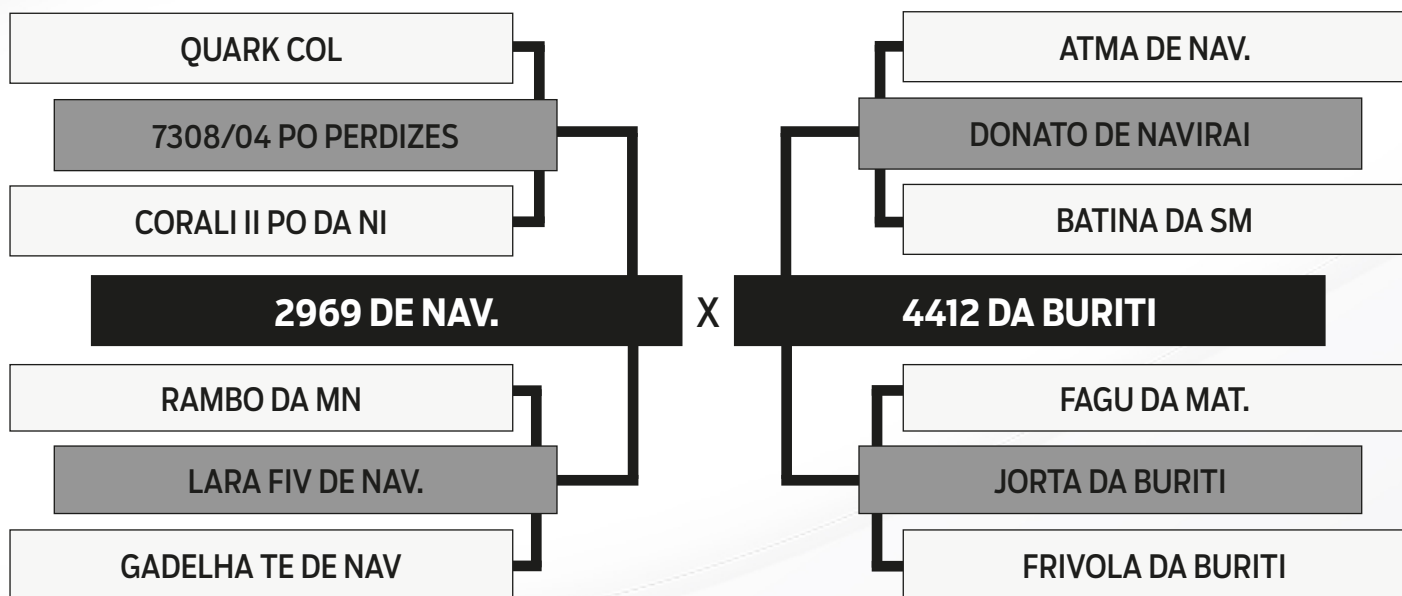 QUARK COL
ATMA DE NAV.
7308/04 PO PERDIZES
DONATO DE NAVIRAI
CORALI II PO DA NI
BATINA DA SM
2969 DE NAV.
X
4412 DA BURITI
RAMBO DA MN
FAGU DA MAT.
LARA FIV DE NAV.
JORTA DA BURITI
GADELHA TE DE NAV
FRIVOLA DA BURITI